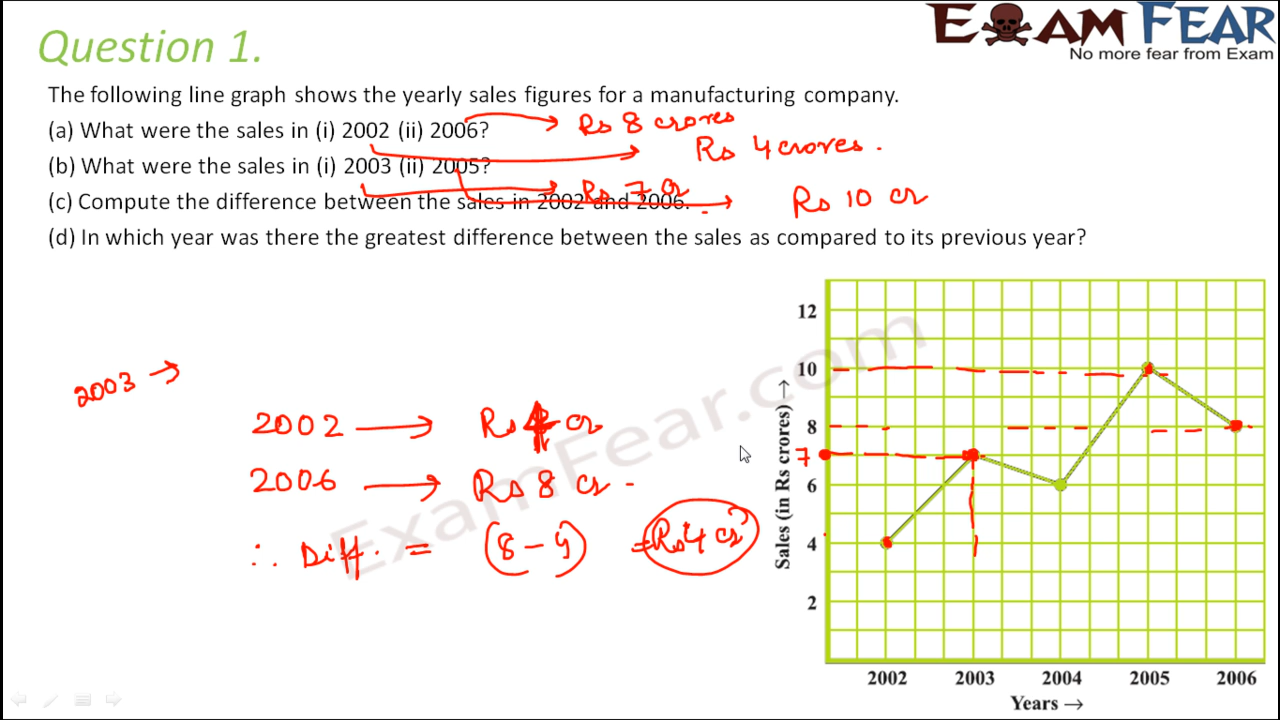 Question 1.
EXAM FEAR
No more fear from Exam
The following line graph shows the yearly sales figures for a manufacturing company.
(a) What were the sales in (i) 2002 (ii) 2006? Rs 8 crores
Rs 4 crores.
(b) What were the sales in (i) 2003 (ii) 2005?
Rs 7 cr
(c) Compute the difference between the sales in 2002 and 2006. Rs 10 cr
(d) In which year was there the greatest difference between the sales as compared to its previous year?
2003 →
2002 → Rs 4 cr
2006 → Rs 8 cr.
∴ Diff. = (8 - 4) = Rs 4 cr
ExamFear.com
Sales (in Rs crores) →
12
10
8
7
6
4
2
2002 2003 2004 2005 2006
Years →